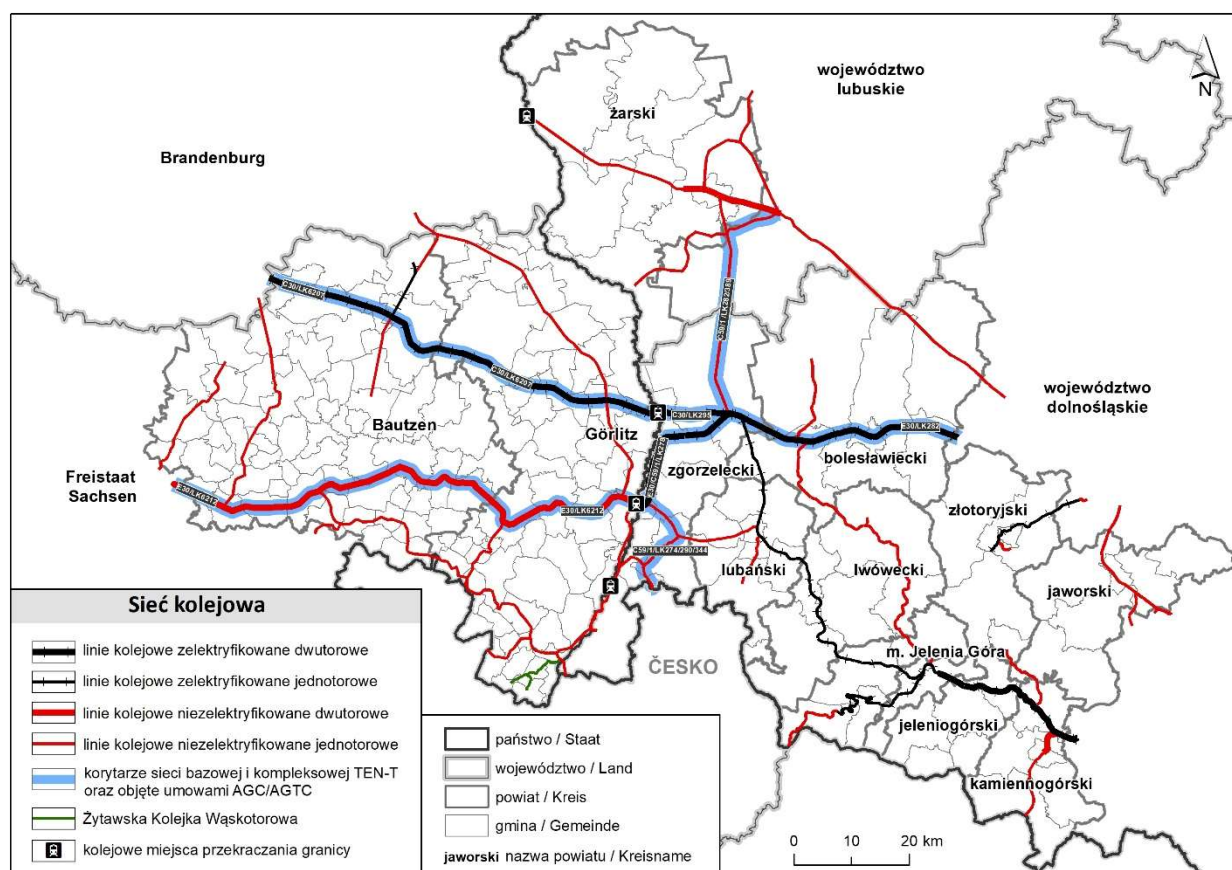 województwo
lubuskie
N
żarski
Brandenburg
C30/LK6207
C30/LK6207
C30/LK295
E30/LK282
województwo
dolnośląskie
Bautzen
Görlitz
bolesławiecki
zgorzelecki
Freistaat
Sachsen
E30/LK6212
E30/LK6212
złotoryjski
C59/1/LK274/290/344
lubański
lwówecki
jaworski
m. Jelenia Góra
ČESKO
jeleniogórski
kamiennogórski
Sieć kolejowa
linie kolejowe zelektryfikowane dwutorowe
linie kolejowe zelektryfikowane jednotorowe
linie kolejowe niezelektryfikowane dwutorowe
linie kolejowe niezelektryfikowane jednotorowe
korytarze sieci bazowej i kompleksowej TEN-T
oraz objęte umowami AGC/AGTC
Żytawska Kolejka Wąskotorowa
kolejowe miejsca przekraczania granicy
państwo / Staat
województwo / Land
powiat / Kreis
gmina / Gemeinde
jaworski nazwa powiatu / Kreisname
0 10 20 km